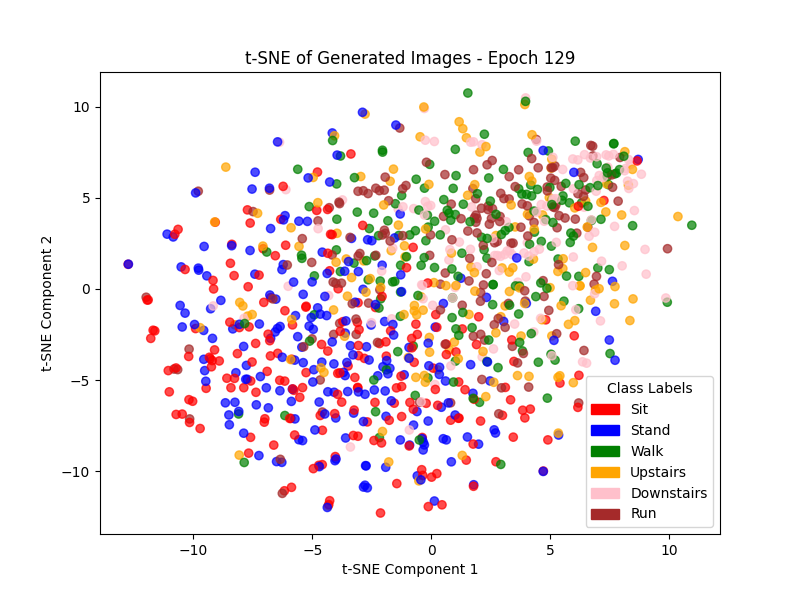 t-SNE of Generated Images - Epoch 129
10
5
0
−5
−10
t-SNE Component 2
Class Labels
Sit
Stand
Walk
Upstairs
Downstairs
Run
−10 −5 0 5 10
t-SNE Component 1